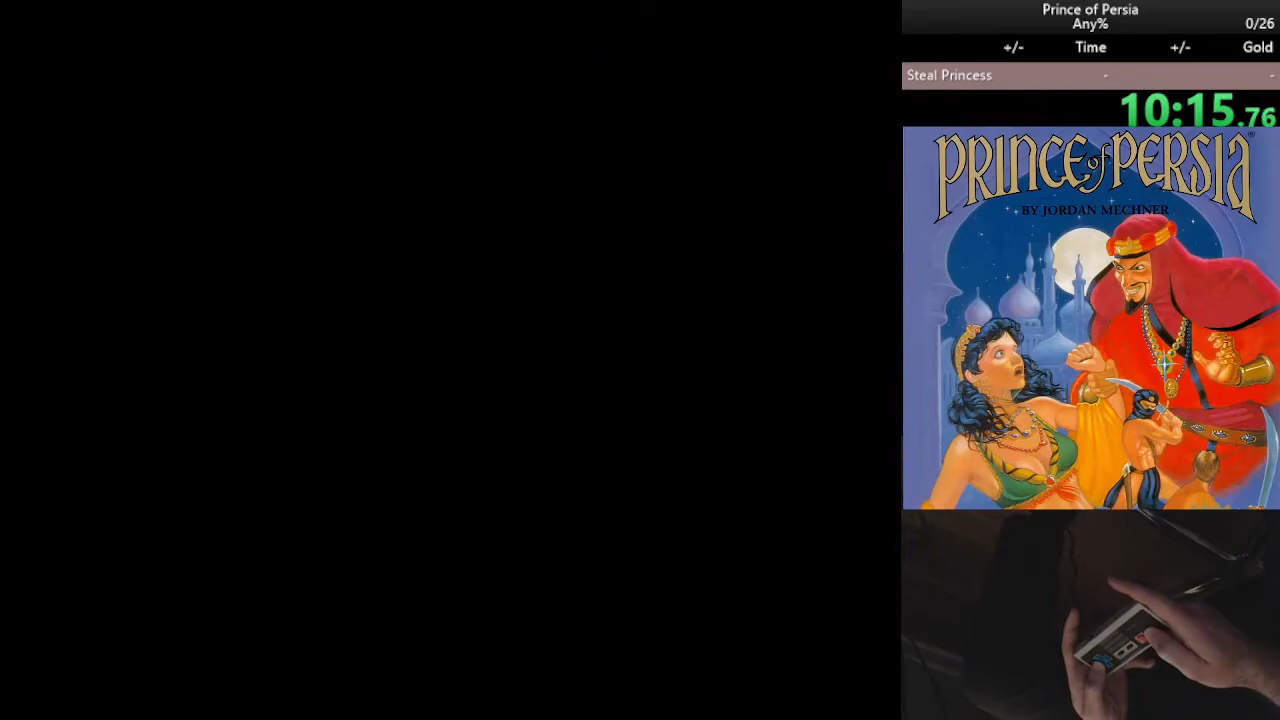 Prince of Persia
Any% 0/26
+/- Time +/- Gold
Steal Princess - -
10:15.76
PRINCE of PERSIA®
BY JORDAN MECHNER